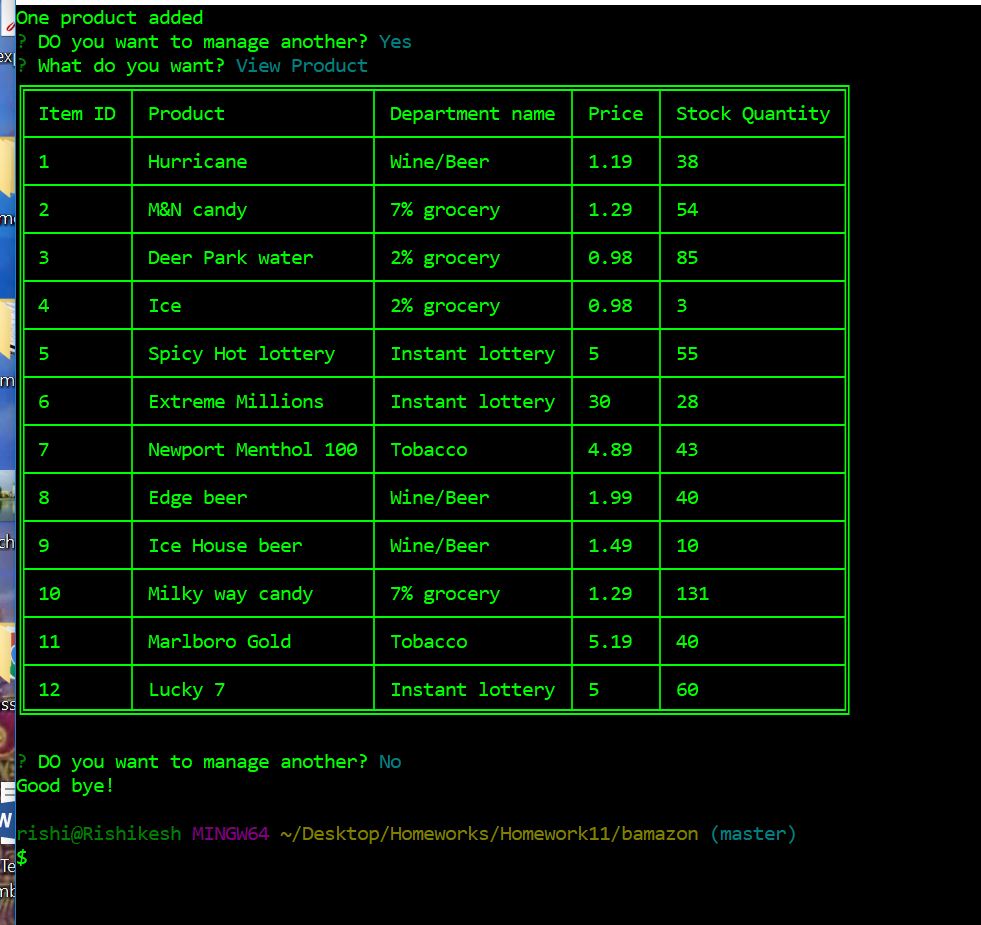 One product added
? DO you want to manage another? Yes
? What do you want? View Product
Item ID Product Department name Price Stock Quantity
1 Hurricane Wine/Beer 1.19 38
2 M&N candy 7% grocery 1.29 54
3 Deer Park water 2% grocery 0.98 85
4 Ice 2% grocery 0.98 3
5 Spicy Hot lottery Instant lottery 5 55
6 Extreme Millions Instant lottery 30 28
7 Newport Menthol 100 Tobacco 4.89 43
8 Edge beer Wine/Beer 1.99 40
9 Ice House beer Wine/Beer 1.49 10
10 Milky way candy 7% grocery 1.29 131
11 Marlboro Gold Tobacco 5.19 40
12 Lucky 7 Instant lottery 5 60
? DO you want to manage another? No
Good bye!
rishi@Rishikesh MINGW64 ~/Desktop/Homeworks/Homework11/bamazon (master)
$